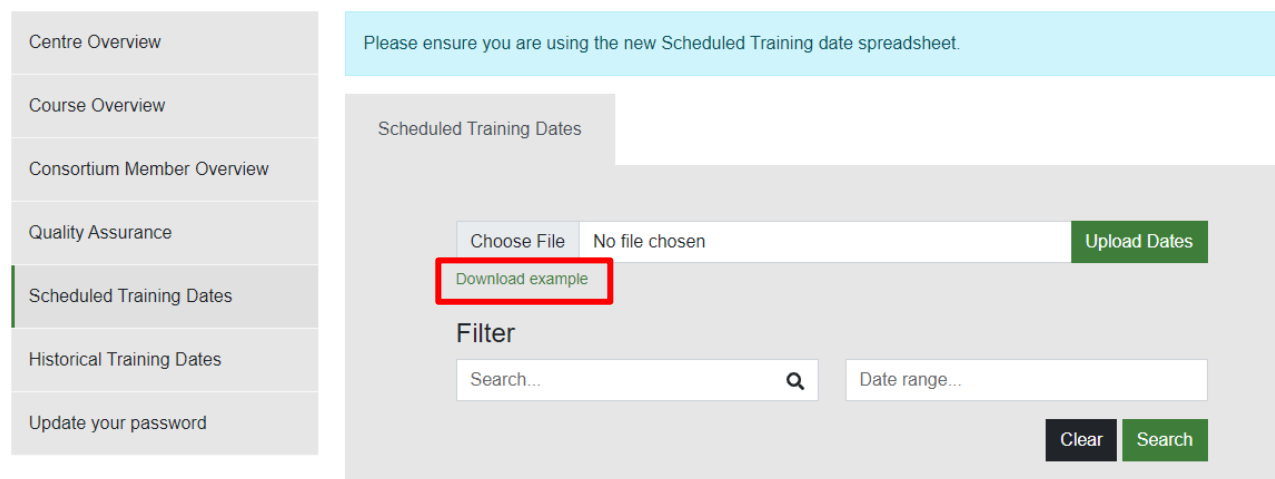 Centre Overview
Course Overview
Consortium Member Overview
Quality Assurance
Scheduled Training Dates
Historical Training Dates
Update your password
Please ensure you are using the new Scheduled Training date spreadsheet.
Scheduled Training Dates
Choose File No file chosen Upload Dates
Download example
Filter
Search... Date range...
Clear Search